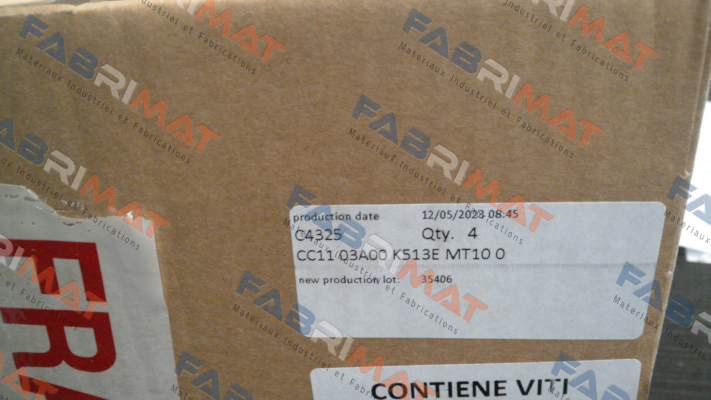 production date 12/05/2023 08:45
C4325 Qty. 4
CC11 03A00 K513E MT10 0
new production lot: 35406
CONTIENE VITI
FRA
FABRIMAT
Materiaux Industriel et Fabrications